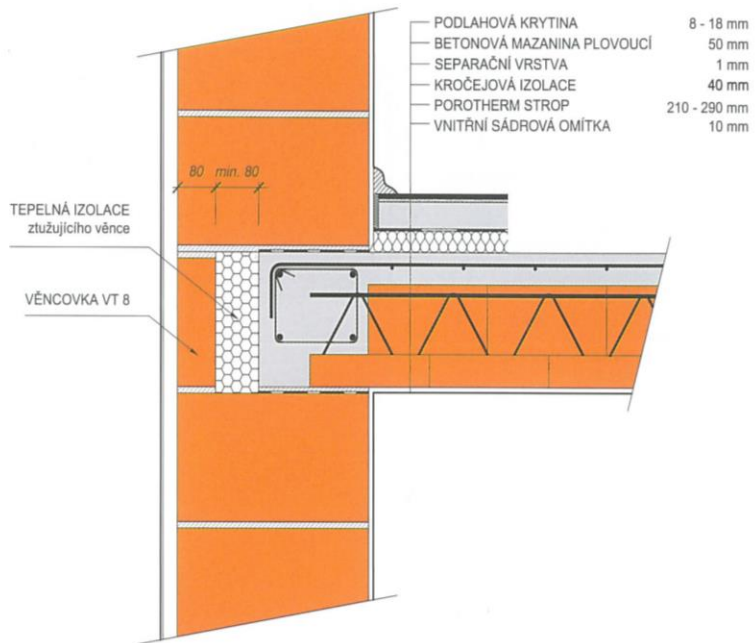 PODLAHOVÁ KRYTINA 8 - 18 mm
BETONOVÁ MAZANINA PLOVOUCÍ 50 mm
SEPARAČNÍ VRSTVA 1 mm
KROČEJOVÁ IZOLACE 40 mm
POROTHERM STROP 210 - 290 mm
VNITŘNÍ SÁDROVÁ OMÍTKA 10 mm
80 min. 80
TEPELNÁ IZOLACE
ztužujícího věnce
VĚNCOVKA VT 8